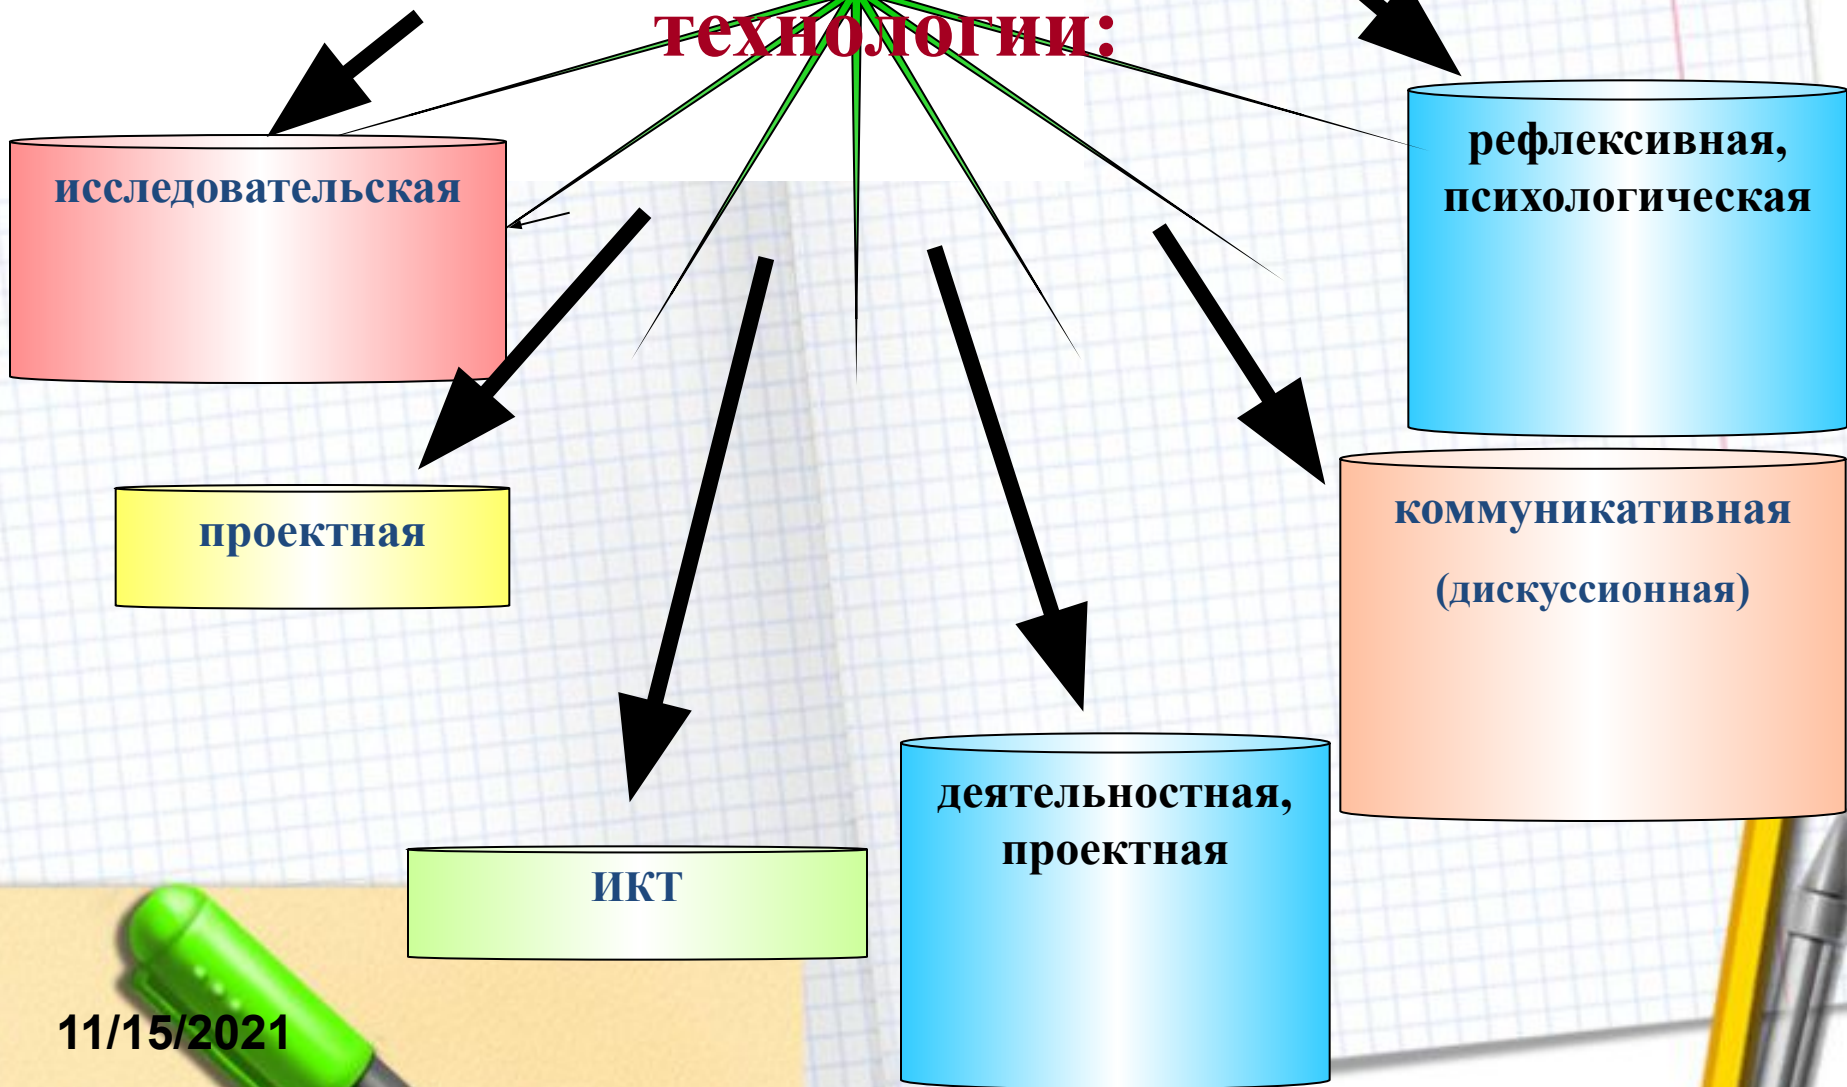 технологии:
исследовательская
рефлексивная,
психологическая
проектная
коммуникативная
(дискуссионная)
ИКТ
деятельностная,
проектная
11/15/2021